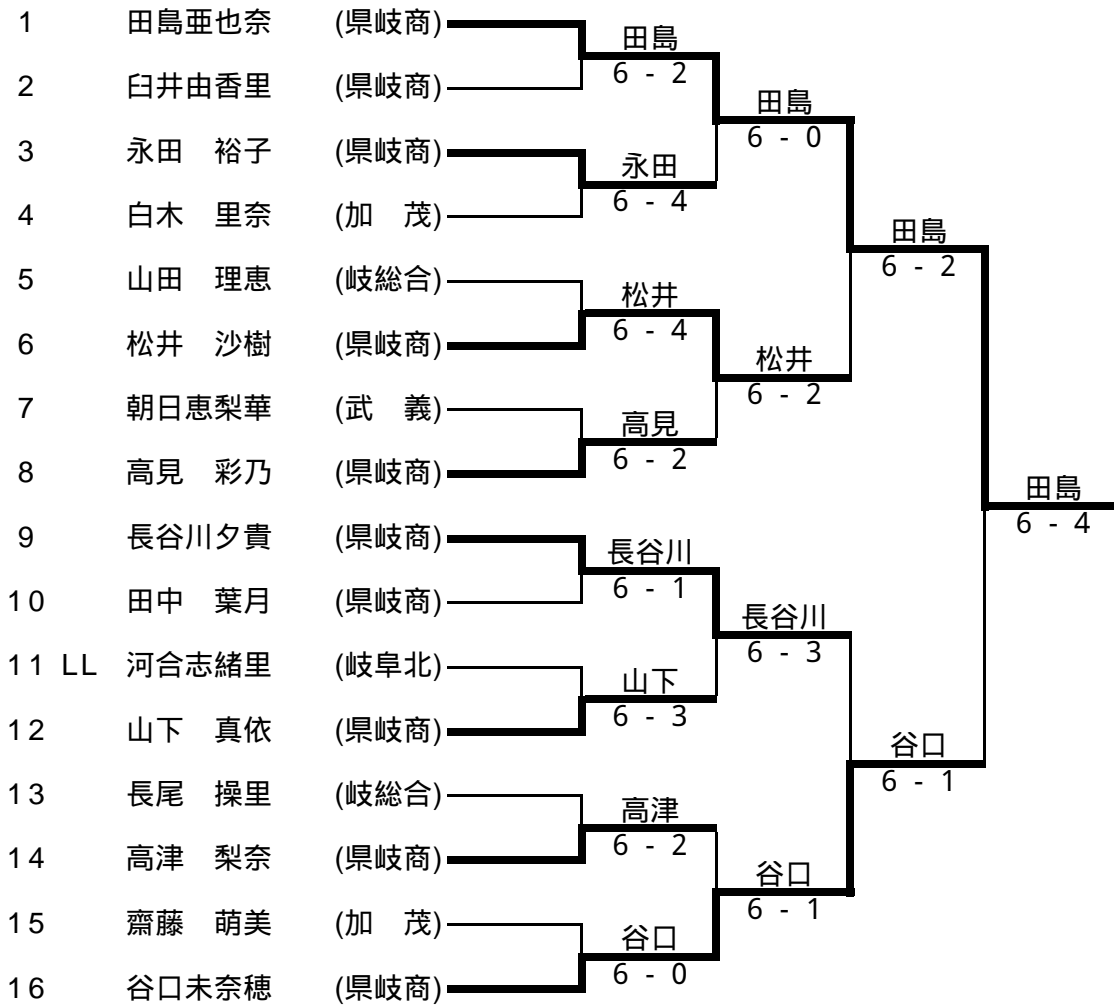 1 田島亜也奈 (県岐商)
田島
6 - 2
2 臼井由香里 (県岐商)
田島
6 - 0
3 永田 裕子 (県岐商)
永田
6 - 4
4 白木 里奈 (加 茂)
田島
6 - 2
5 山田 理恵 (岐総合)
松井
6 - 4
6 松井 沙樹 (県岐商)
松井
6 - 2
7 朝日恵梨華 (武 義)
高見
6 - 2
8 高見 彩乃 (県岐商)
田島
6 - 4
9 長谷川夕貴 (県岐商)
長谷川
6 - 1
10 田中 葉月 (県岐商)
長谷川
6 - 3
11 LL 河合志緒里 (岐阜北)
山下
6 - 3
12 山下 真依 (県岐商)
谷口
6 - 1
13 長尾 操里 (岐総合)
高津
6 - 2
14 高津 梨奈 (県岐商)
谷口
6 - 1
15 齋藤 萌美 (加 茂)
谷口
6 - 0
16 谷口未奈穂 (県岐商)